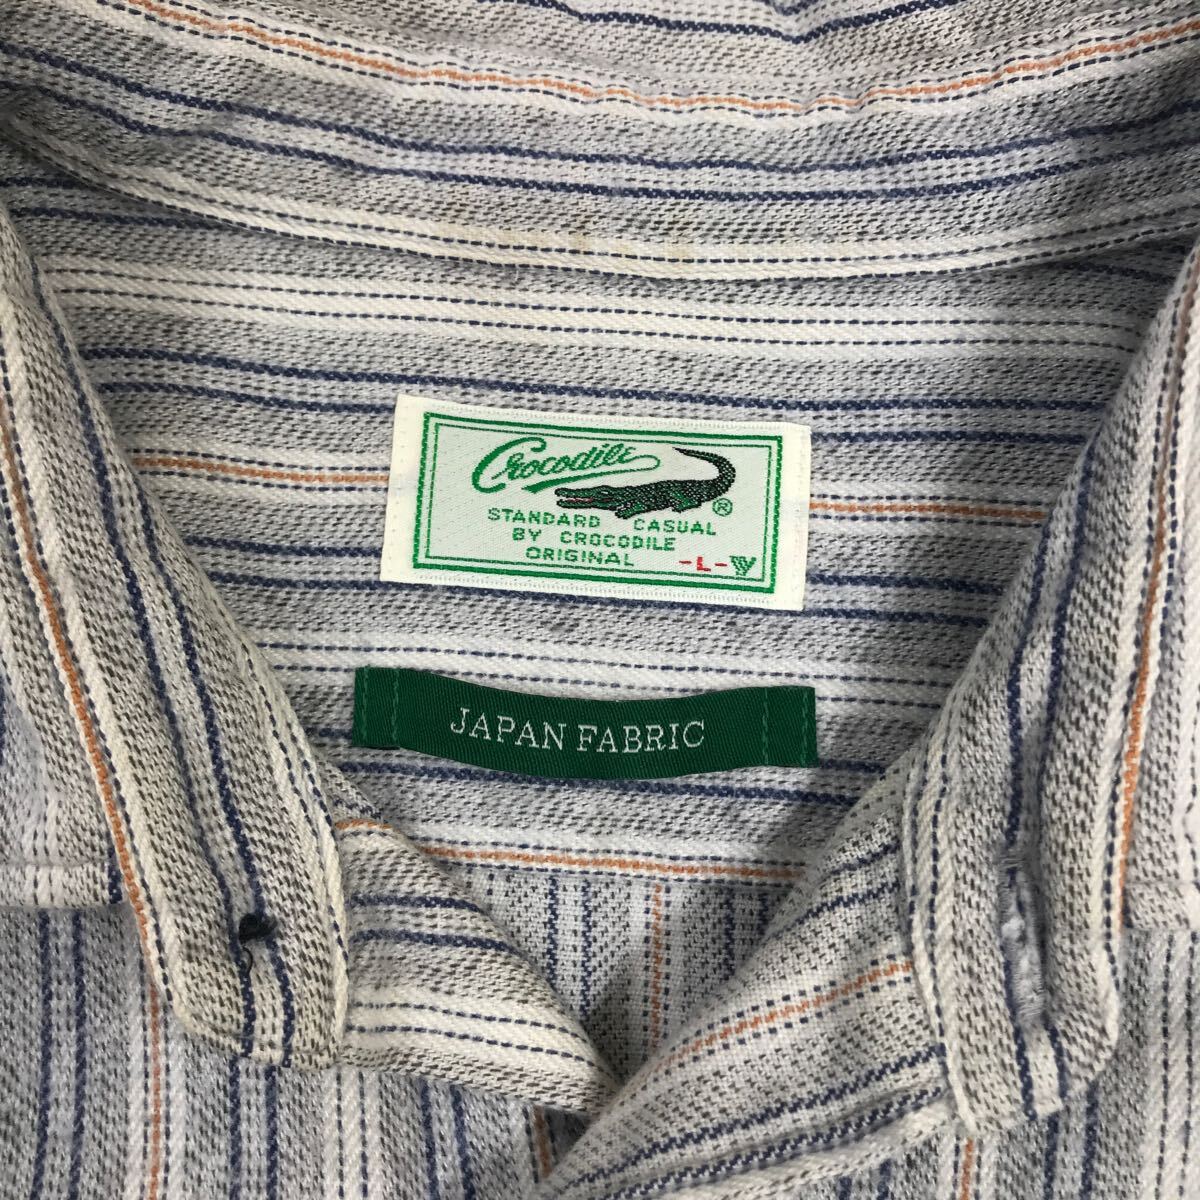 Crocodile
®
STANDARD CASUAL
BY CROCODILE
ORIGINAL -L-
JAPAN FABRIC